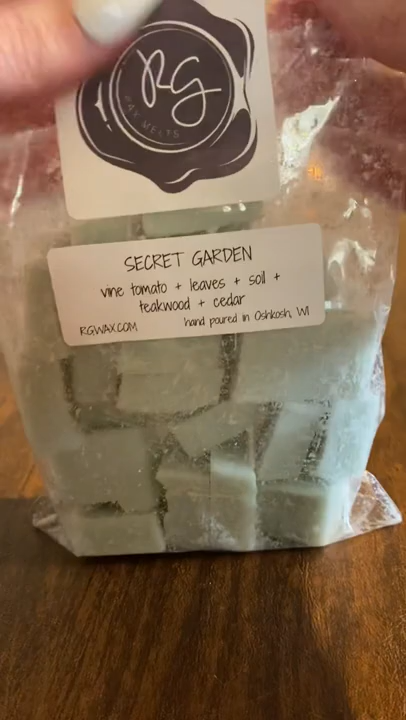 RG
WAX MELTS
SECRET GARDEN
vine tomato + leaves + soil +
teakwood + cedar
RGWAX.COM
hand poured in Oshkosh, WI